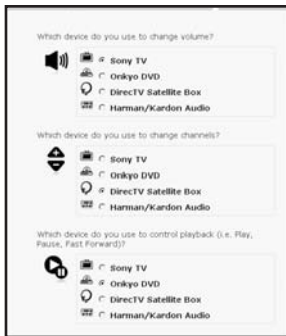 Which device do you use to change volume?
Sony TV
Onkyo DVD
DirecTV Satellite Box
Harman/Kardon Audio
Which device do you use to change channels?
Sony TV
Onkyo DVD
DirecTV Satellite Box
Harman/Kardon Audio
Which device do you use to control playback (i.e. Play,
Pause, Fast Forward)?
Sony TV
Onkyo DVD
DirecTV Satellite Box
Harman/Kardon Audio